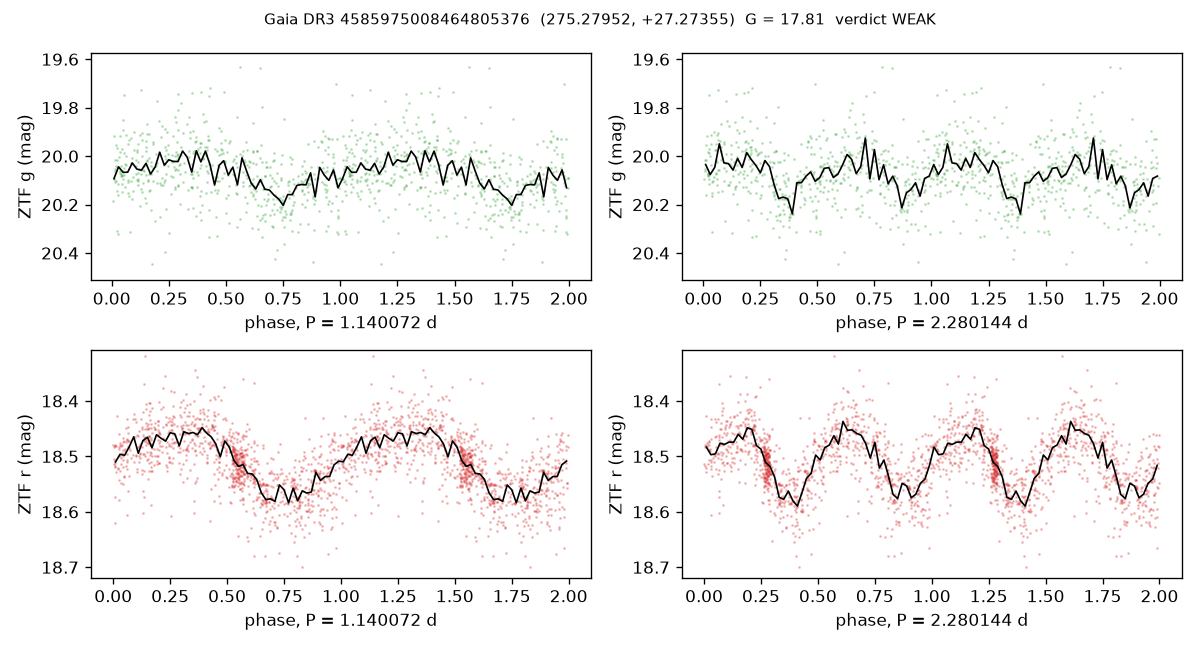 Gaia DR3 4585975008464805376  (275.27952, +27.27355)  G = 17.81  verdict WEAK
19.6
19.8
20.0
20.2
20.4
ZTF g (mag)
0.00 0.25 0.50 0.75 1.00 1.25 1.50 1.75 2.00
phase, P = 1.140072 d
19.6
19.8
20.0
20.2
20.4
ZTF g (mag)
0.00 0.25 0.50 0.75 1.00 1.25 1.50 1.75 2.00
phase, P = 2.280144 d
18.4
18.5
18.6
18.7
ZTF r (mag)
0.00 0.25 0.50 0.75 1.00 1.25 1.50 1.75 2.00
phase, P = 1.140072 d
18.4
18.5
18.6
18.7
ZTF r (mag)
0.00 0.25 0.50 0.75 1.00 1.25 1.50 1.75 2.00
phase, P = 2.280144 d